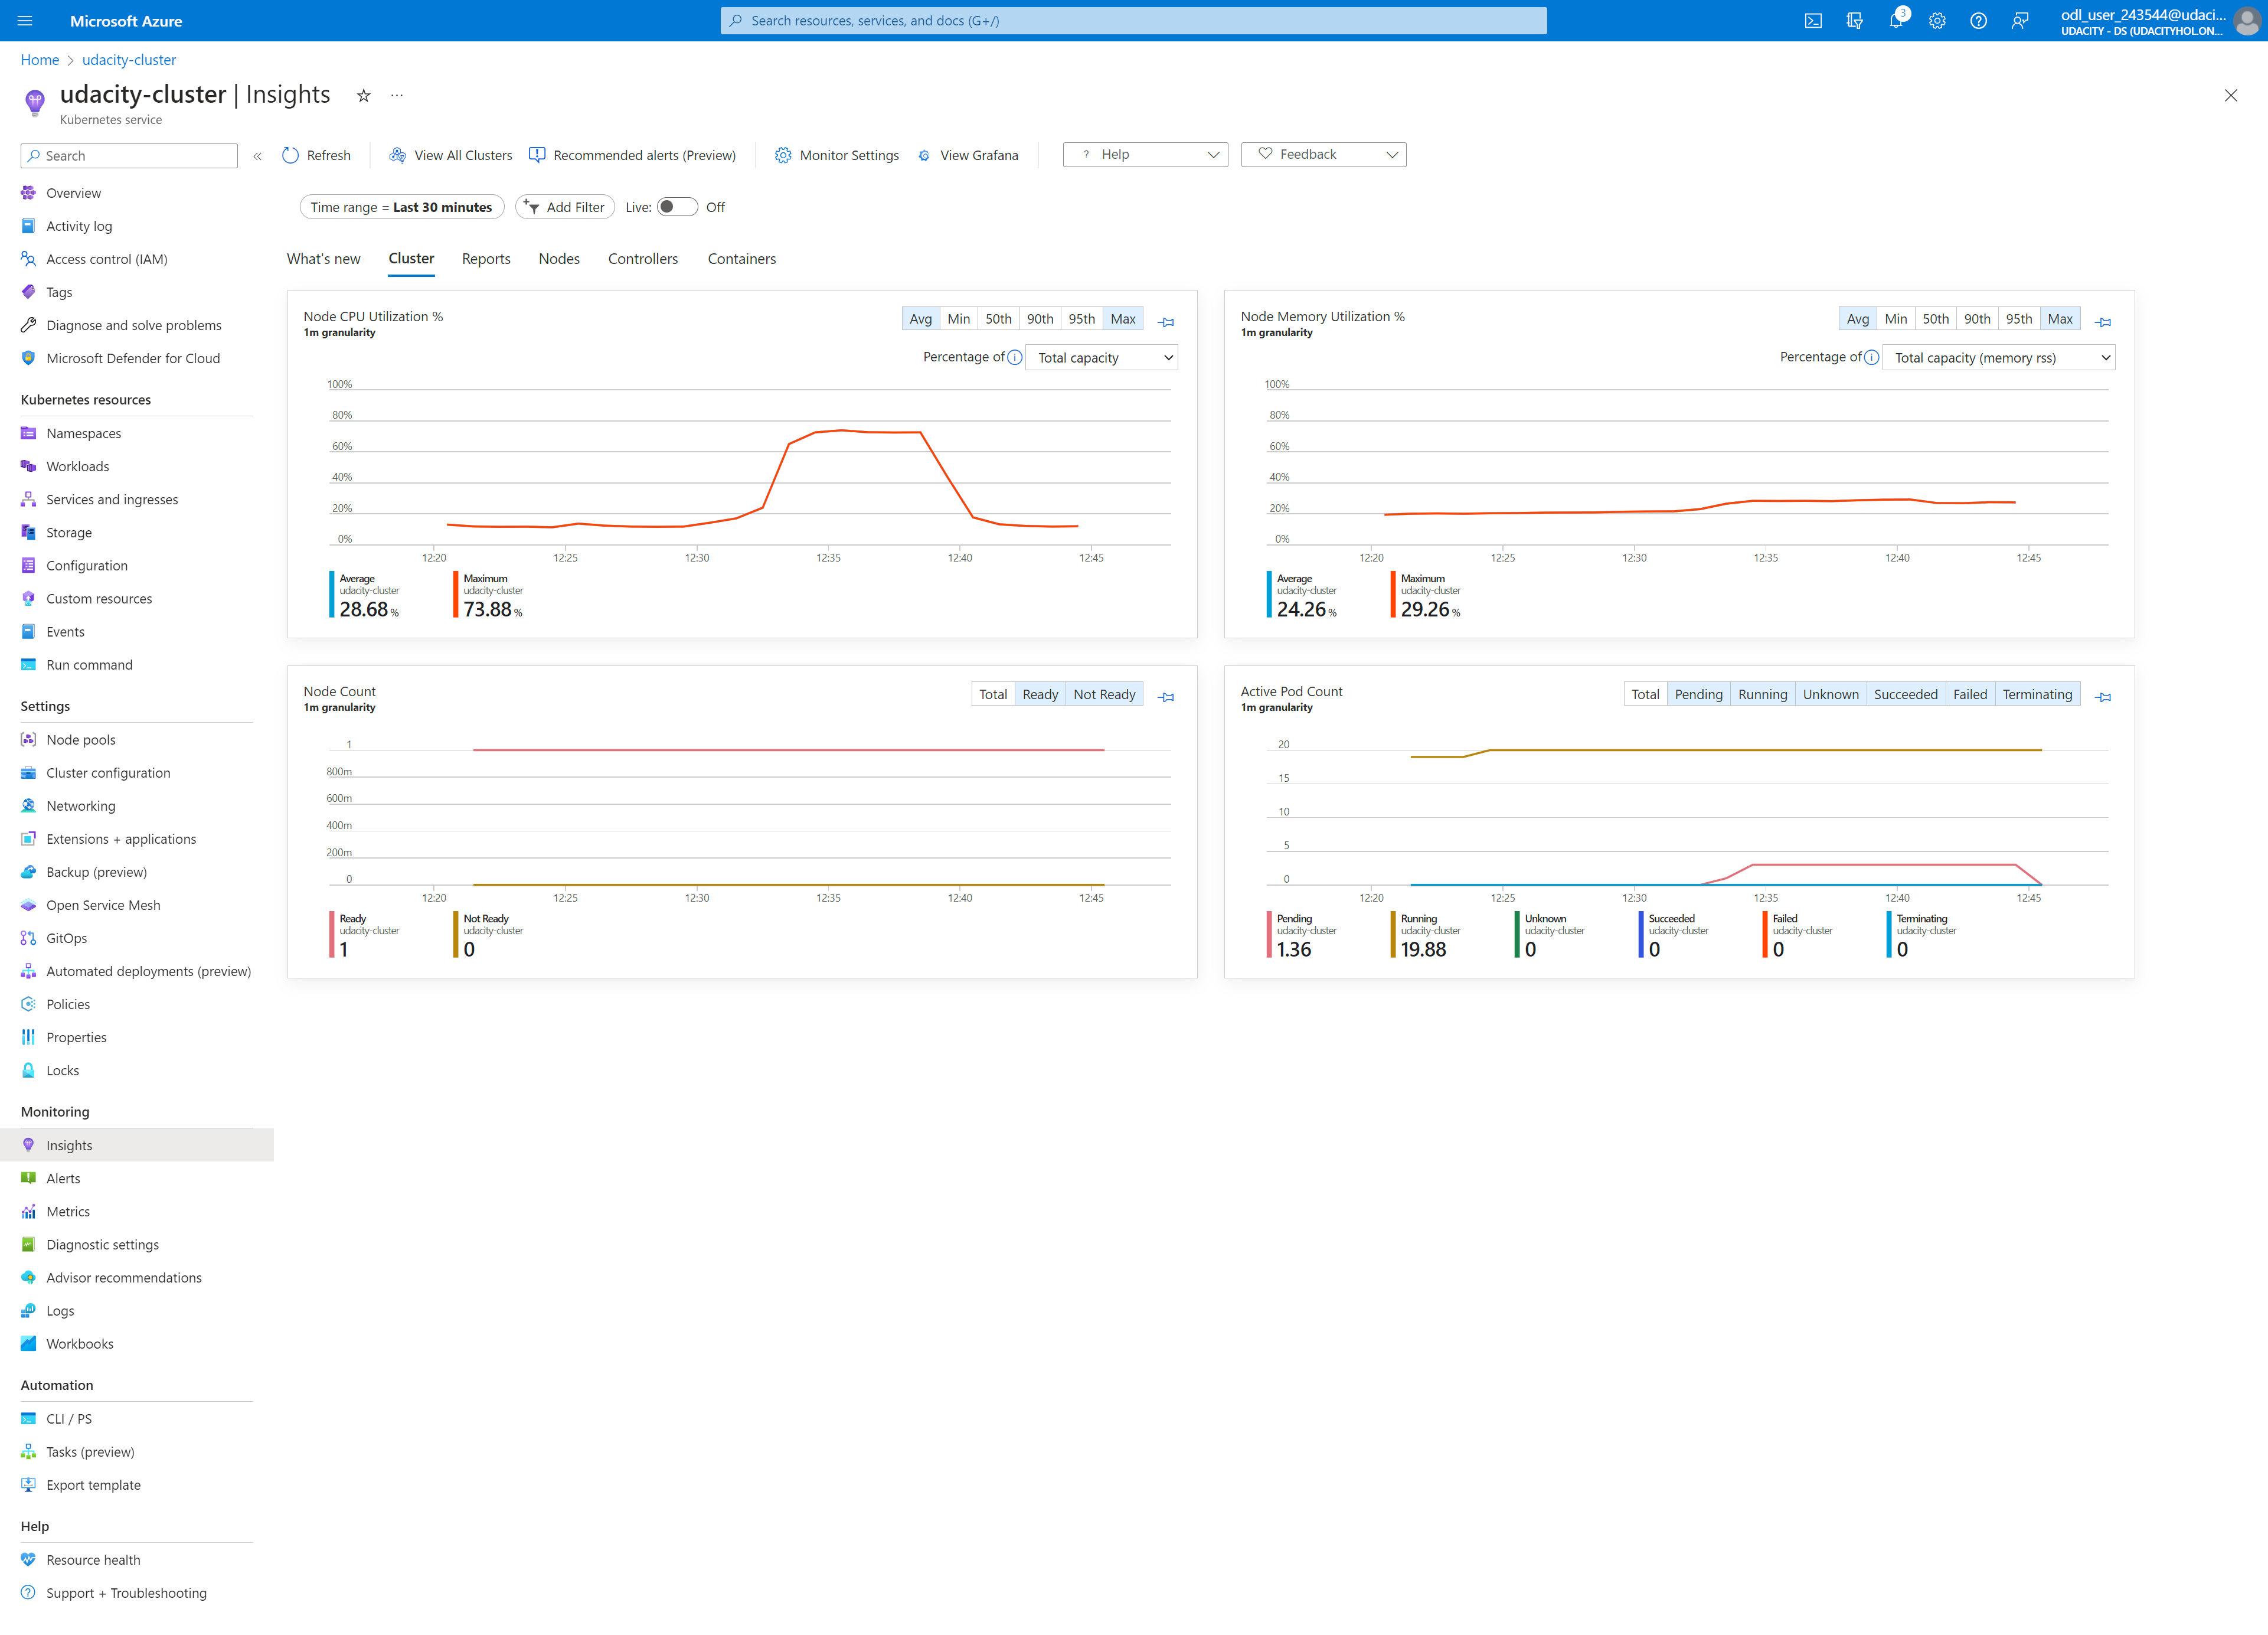 Microsoft Azure
Search resources, services, and docs (G+/)
3
odl_user_243544@udaci...
UDACITY - DS (UDACITYHOL.ON...
Home > udacity-cluster
udacity-cluster | Insights
Kubernetes service
Search
Refresh
View All Clusters
Recommended alerts (Preview)
Monitor Settings
View Grafana
? Help
Feedback
Time range = Last 30 minutes
Add Filter
Live: Off
What's new
Cluster
Reports
Nodes
Controllers
Containers
Overview
Activity log
Access control (IAM)
Tags
Diagnose and solve problems
Microsoft Defender for Cloud
Kubernetes resources
Namespaces
Workloads
Services and ingresses
Storage
Configuration
Custom resources
Events
Run command
Settings
Node pools
Cluster configuration
Networking
Extensions + applications
Backup (preview)
Open Service Mesh
GitOps
Automated deployments (preview)
Policies
Properties
Locks
Monitoring
Insights
Alerts
Metrics
Diagnostic settings
Advisor recommendations
Logs
Workbooks
Automation
CLI / PS
Tasks (preview)
Export template
Help
Resource health
Support + Troubleshooting
Node CPU Utilization %
1m granularity
Avg Min 50th 90th 95th Max
Percentage of Total capacity
100%
80%
60%
40%
20%
0%
12:20 12:25 12:30 12:35 12:40 12:45
Average
udacity-cluster
28.68 %
Maximum
udacity-cluster
73.88 %
Node Memory Utilization %
1m granularity
Avg Min 50th 90th 95th Max
Percentage of Total capacity (memory rss)
100%
80%
60%
40%
20%
0%
12:20 12:25 12:30 12:35 12:40 12:45
Average
udacity-cluster
24.26 %
Maximum
udacity-cluster
29.26 %
Node Count
1m granularity
Total Ready Not Ready
1
800m
600m
400m
200m
0
12:20 12:25 12:30 12:35 12:40 12:45
Ready
udacity-cluster
1
Not Ready
udacity-cluster
0
Active Pod Count
1m granularity
Total Pending Running Unknown Succeeded Failed Terminating
20
15
10
5
0
12:20 12:25 12:30 12:35 12:40 12:45
Pending
udacity-cluster
1.36
Running
udacity-cluster
19.88
Unknown
udacity-cluster
0
Succeeded
udacity-cluster
0
Failed
udacity-cluster
0
Terminating
udacity-cluster
0